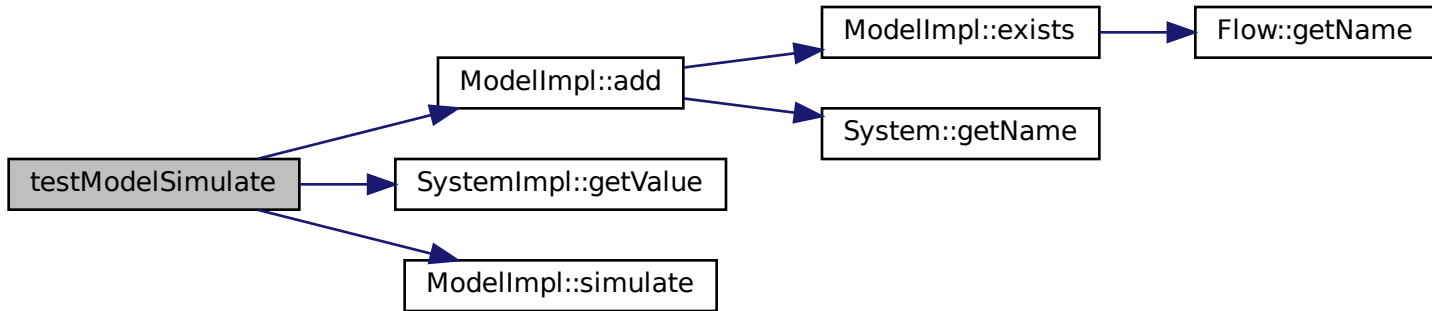 ModelImpl::exists
Flow::getName
ModelImpl::add
System::getName
testModelSimulate
SystemImpl::getValue
ModelImpl::simulate